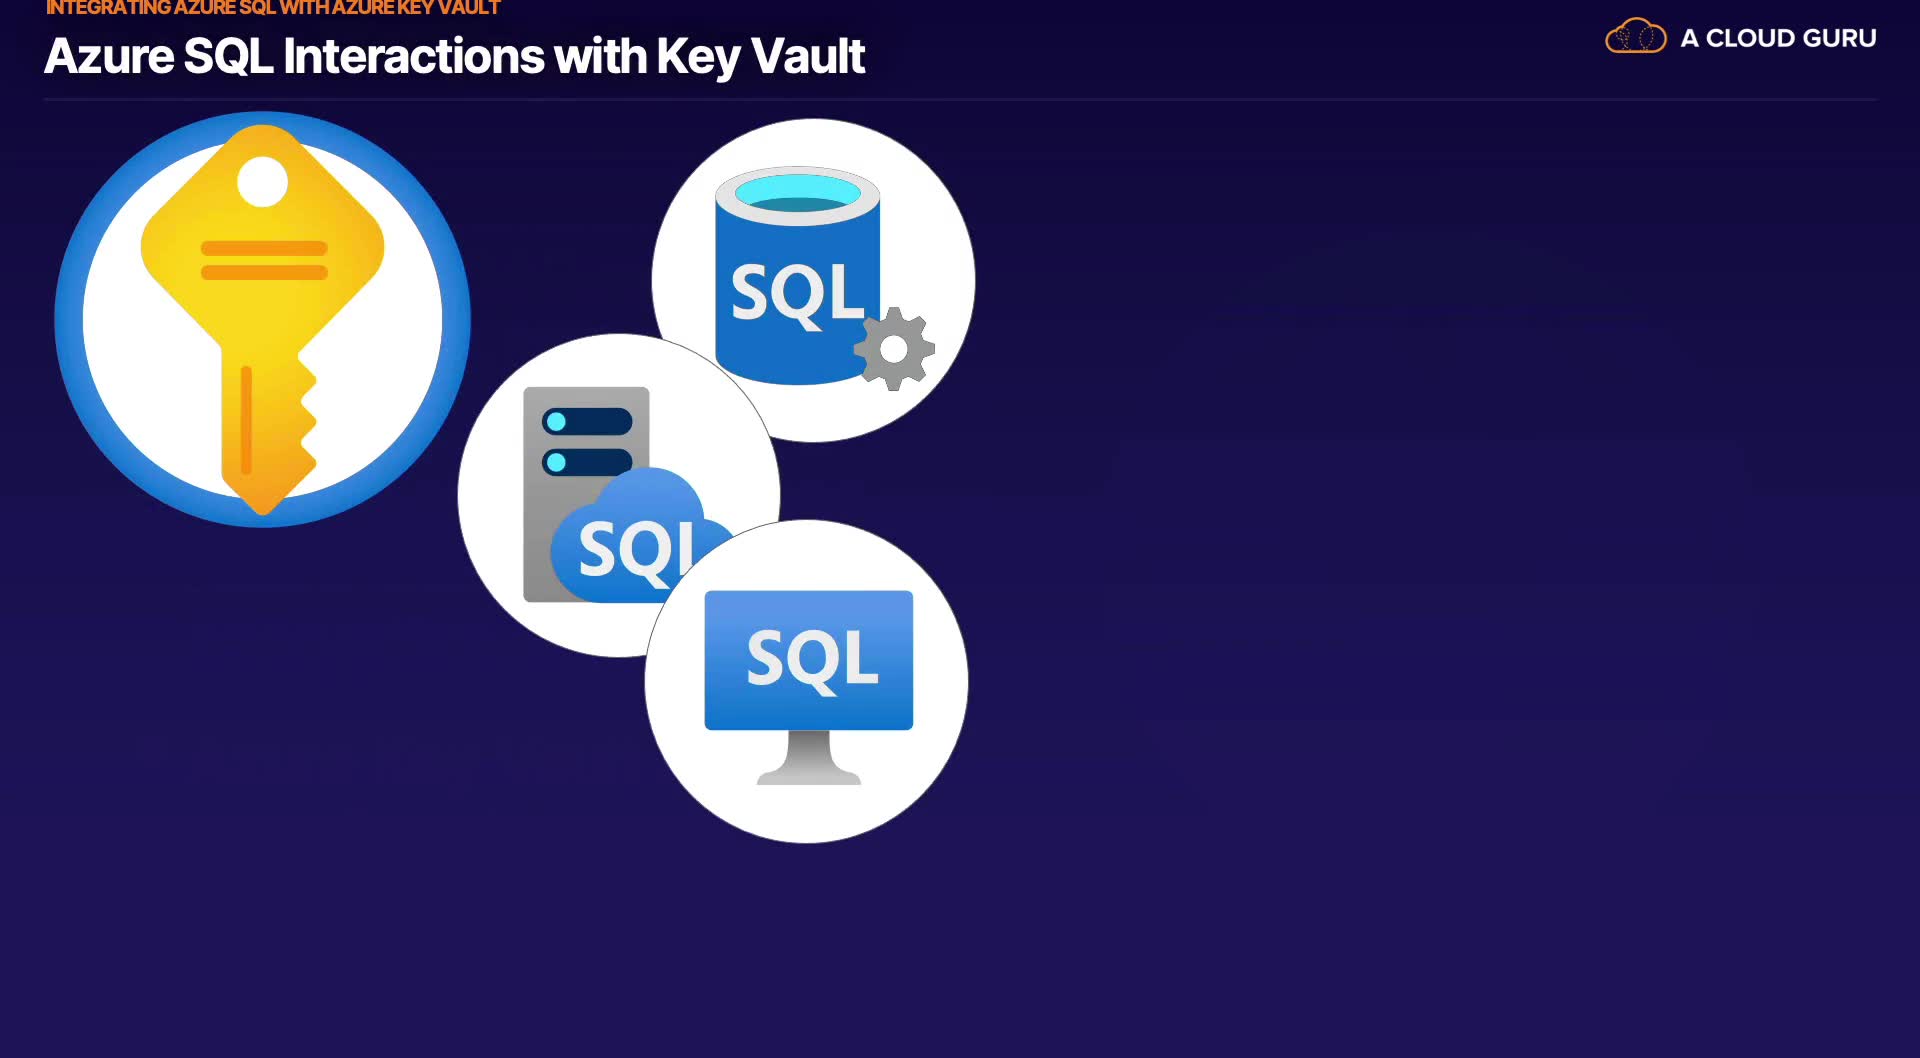 INTEGRATING AZURE SQL WITH AZURE KEY VAULT
Azure SQL Interactions with Key Vault
A CLOUD GURU
SQL
SQL
SQL